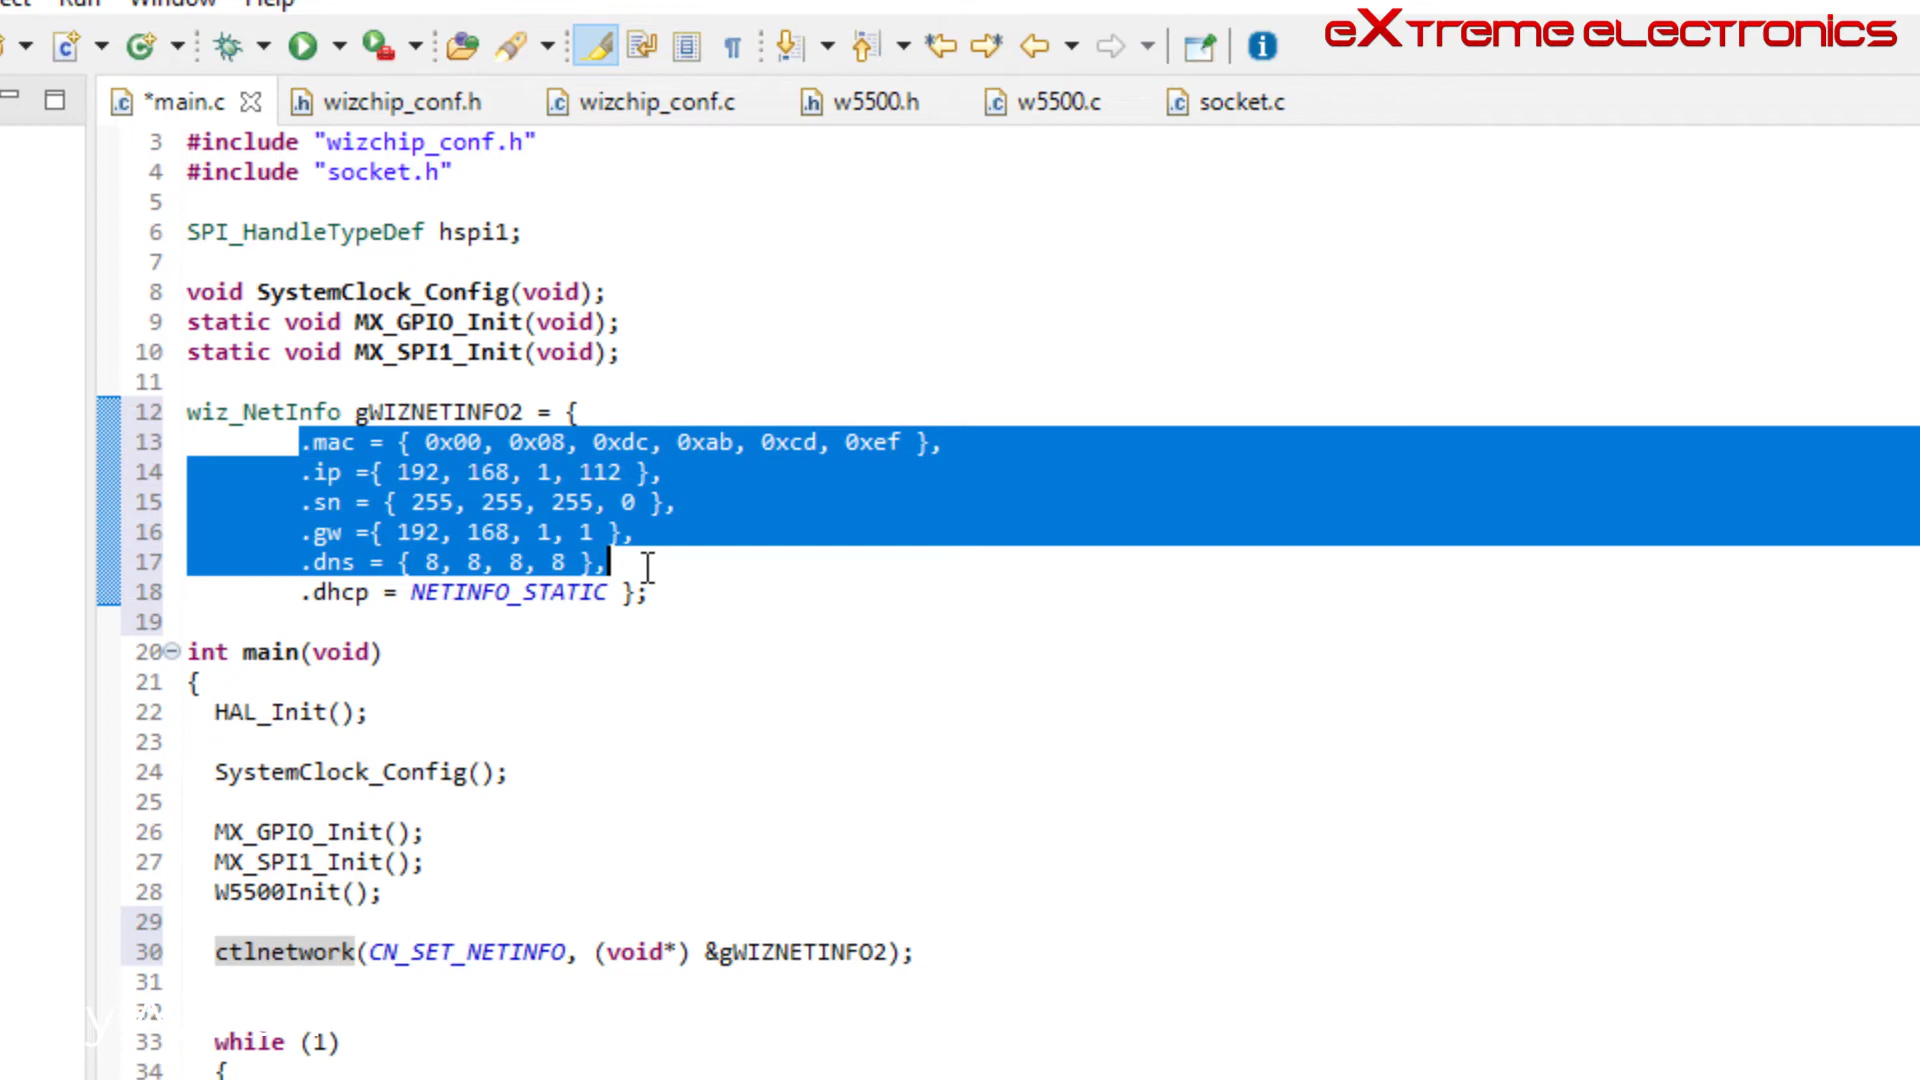 Run Window Help
eXtreme eLecTronics
*main.c wizchip_conf.h wizchip_conf.c w5500.h w5500.c socket.c
3 #include "wizchip_conf.h"
4 #include "socket.h"
5
6 SPI_HandleTypeDef hspi1;
7
8 void SystemClock_Config(void);
9 static void MX_GPIO_Init(void);
10 static void MX_SPI1_Init(void);
11
12 wiz_NetInfo gWIZNETINFO2 = {
13 .mac = { 0x00, 0x08, 0xdc, 0xab, 0xcd, 0xef },
14 .ip ={ 192, 168, 1, 112 },
15 .sn = { 255, 255, 255, 0 },
16 .gw ={ 192, 168, 1, 1 },
17 .dns = { 8, 8, 8, 8 },
18 .dhcp = NETINFO_STATIC };
19
20 int main(void)
21 {
22 HAL_Init();
23
24 SystemClock_Config();
25
26 MX_GPIO_Init();
27 MX_SPI1_Init();
28 W5500Init();
29
30 ctlnetwork(CN_SET_NETINFO, (void*) &gWIZNETINFO2);
31
33 while (1)
34 {